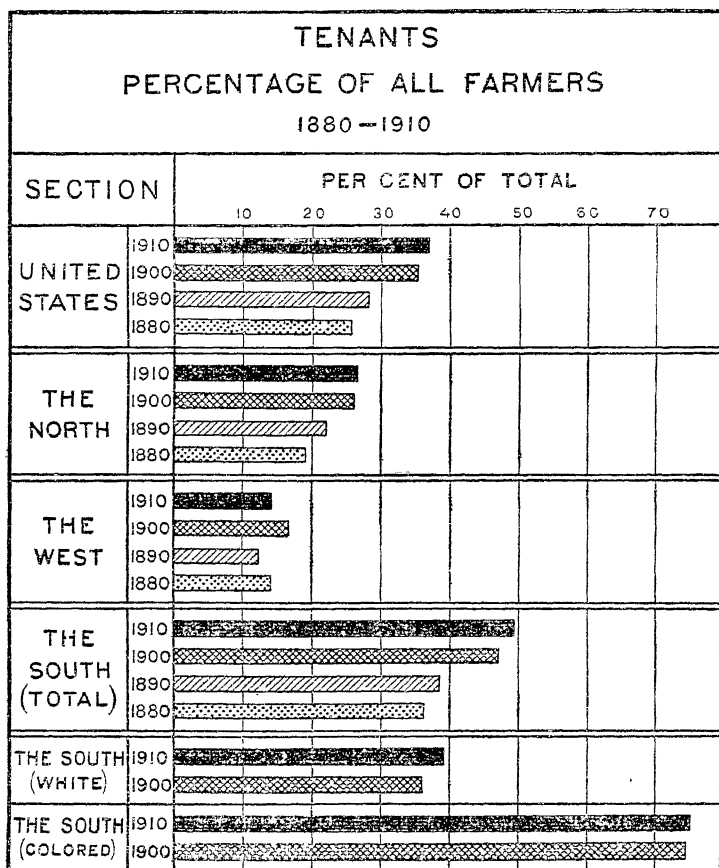 TENANTS
PERCENTAGE OF ALL FARMERS
1880-1910
SECTION
PER CENT OF TOTAL
10 20 30 40 50 60 70
UNITED
STATES
1910
1900
1890
1880
THE
NORTH
1910
1900
1890
1880
THE
WEST
1910
1900
1890
1880
THE
SOUTH
(TOTAL)
1910
1900
1890
1880
THE SOUTH
(WHITE)
1910
1900
THE SOUTH
(COLORED)
1910
1900